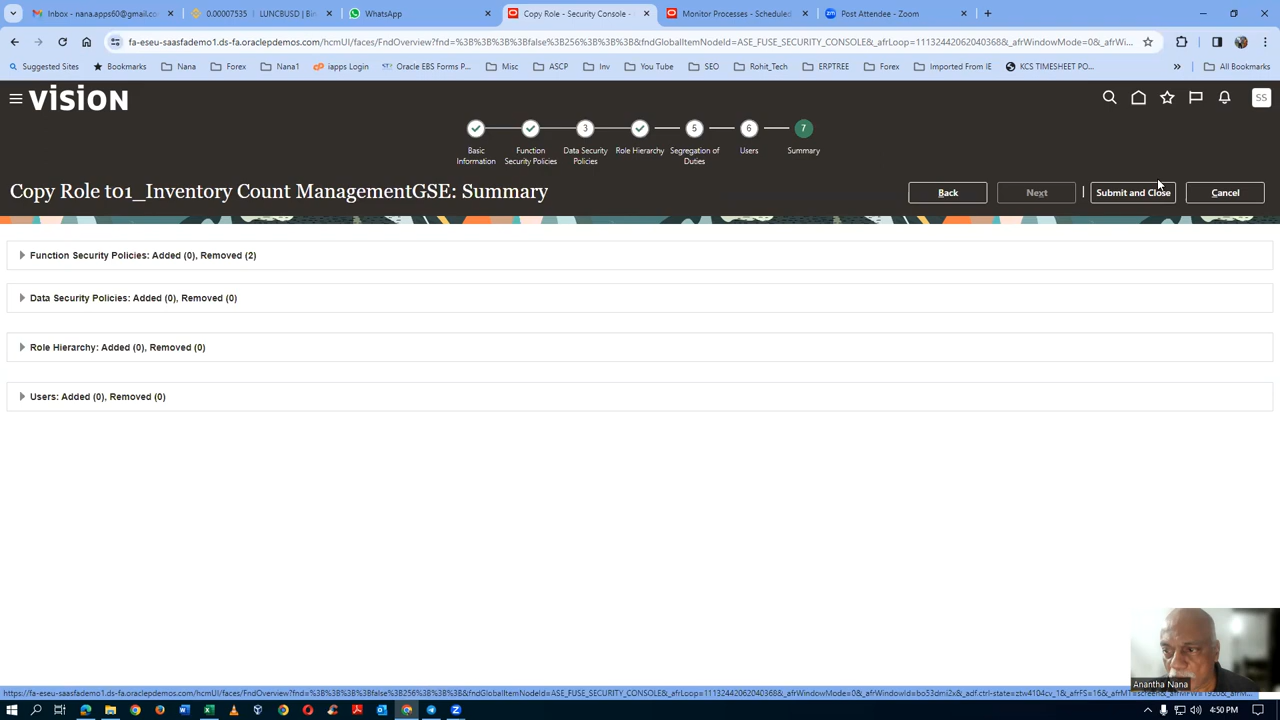 Inbox - nana.apps60@gmail.co
0.00007535 | LUNCBUSD | Bin
WhatsApp
Copy Role - Security Console -
Monitor Processes - Scheduled
Post Attendee - Zoom
fa-eseu-saasfademo1.ds-fa.oraclepdemos.com/hcmUI/faces/FndOverview?fnd=%3B%3B%3B%3Bfalse%3B256%3B%3B%3B&fndGlobalItemNodeId=ASE_FUSE_SECURITY_CONSOLE&_afrLoop=11132442062040368&_afrWindowMode=0&_afrWi...
Suggested Sites
Bookmarks
Nana
Forex
Nana1
iapps Login
Oracle EBS Forms P...
Misc
ASCP
Inv
You Tube
SEO
Rohit_Tech
ERPTREE
Forex
Imported From IE
KCS TIMESHEET PO...
All Bookmarks
VISION
SS
3 5 6 7
Basic Information
Function Security Policies
Data Security Policies
Role Hierarchy
Segregation of Duties
Users
Summary
Copy Role t01_Inventory Count ManagementGSE: Summary
Back
Next
Submit and Close
Cancel
Function Security Policies: Added (0), Removed (2)
Data Security Policies: Added (0), Removed (0)
Role Hierarchy: Added (0), Removed (0)
Users: Added (0), Removed (0)
Anantha Nana
4:50 PM